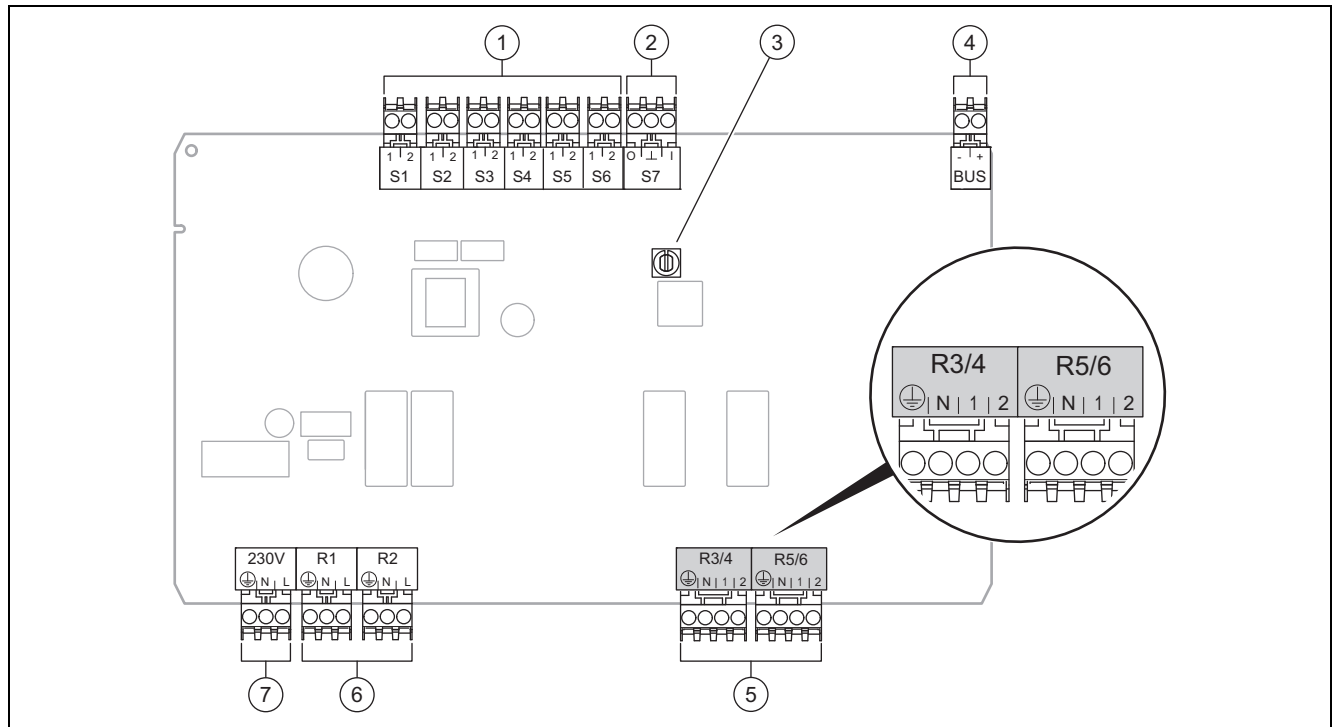 1 2 3 4
1 2 1 2 1 2 1 2 1 2 1 2 O ⊥ I - +
S1 S2 S3 S4 S5 S6 S7 BUS
R3/4 R5/6
N | 1 | 2 N | 1 | 2
230V R1 R2 R3/4 R5/6
N L N L N L N | 1 | 2 N | 1 | 2
7 6 5